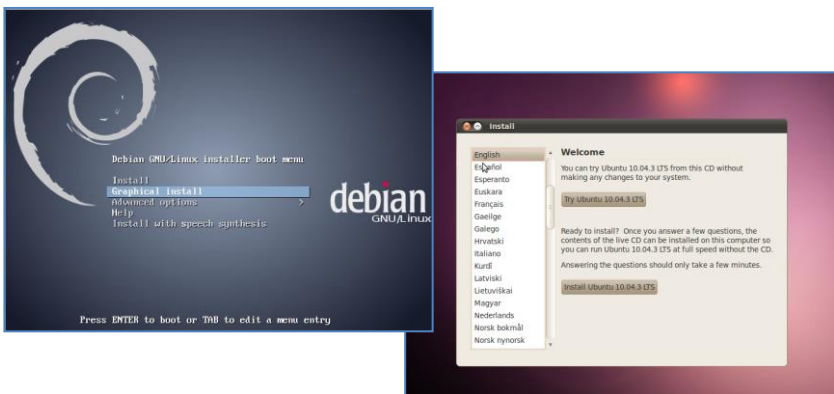 Debian GNU/Linux installer boot menu
Install
Graphical install
Advanced options >
Help
Install with speech synthesis
debian
GNU/Linux
Press ENTER to boot or TAB to edit a menu entry
Install
English
Español
Esperanto
Euskara
Français
Gaeilge
Galego
Hrvatski
Italiano
Kurdî
Latviski
Lietuviškai
Magyar
Nederlands
Norsk bokmål
Norsk nynorsk
Welcome
You can try Ubuntu 10.04.3 LTS from this CD without
making any changes to your system.
Try Ubuntu 10.04.3 LTS
Ready to install? Once you answer a few questions, the
contents of the live CD can be installed on this computer so
you can run Ubuntu 10.04.3 LTS at full speed without the CD.
Answering the questions should only take a few minutes.
Install Ubuntu 10.04.3 LTS